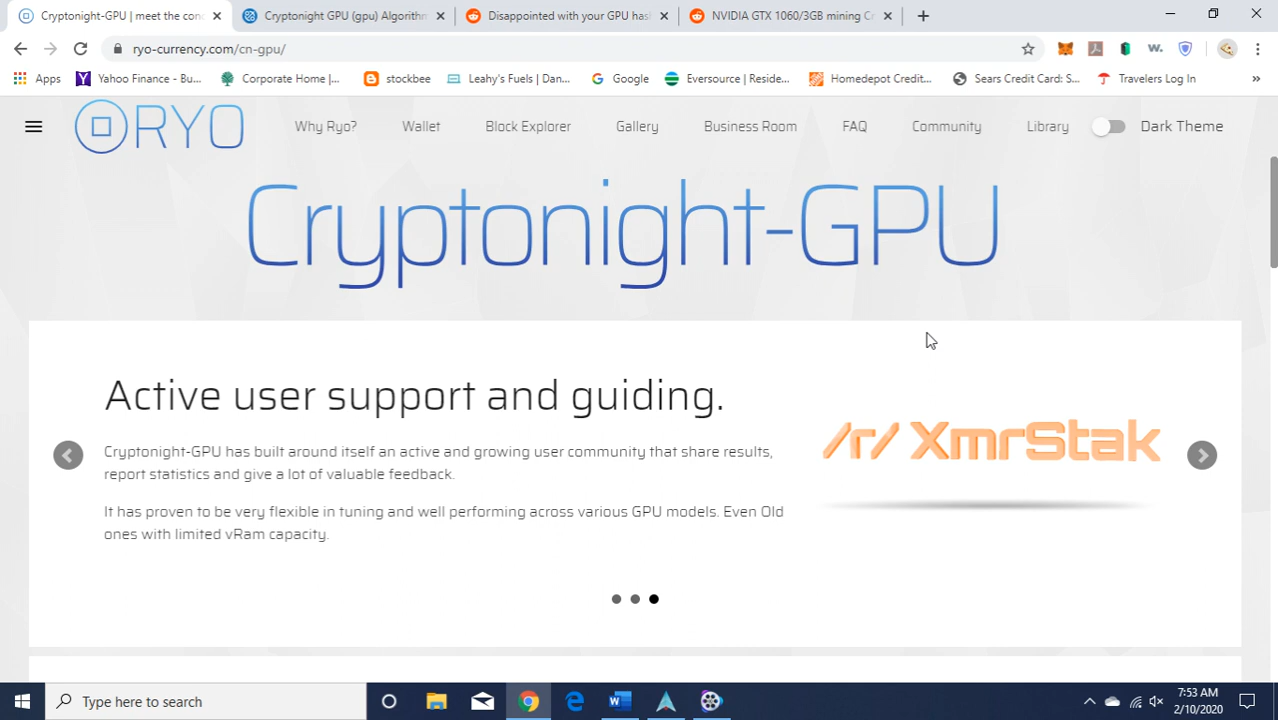 Cryptonight-GPU | meet the conc
Cryptonight GPU (gpu) Algorithm
Disappointed with your GPU hash
NVIDIA GTX 1060/3GB mining Cr
ryo-currency.com/cn-gpu/
Apps
Yahoo Finance - Bu...
Corporate Home |...
stockbee
Leahy's Fuels | Dan...
Google
Eversource | Reside...
Homedepot Credit...
Sears Credit Card: S...
Travelers Log In
»
RYO
Why Ryo?
Wallet
Block Explorer
Gallery
Business Room
FAQ
Community
Library
Dark Theme
Cryptonight-GPU
Active user support and guiding.
Cryptonight-GPU has built around itself an active and growing user community that share results,
report statistics and give a lot of valuable feedback.
It has proven to be very flexible in tuning and well performing across various GPU models. Even Old
ones with limited vRam capacity.
/r/ XmrStak
Type here to search
7:53 AM
2/10/2020